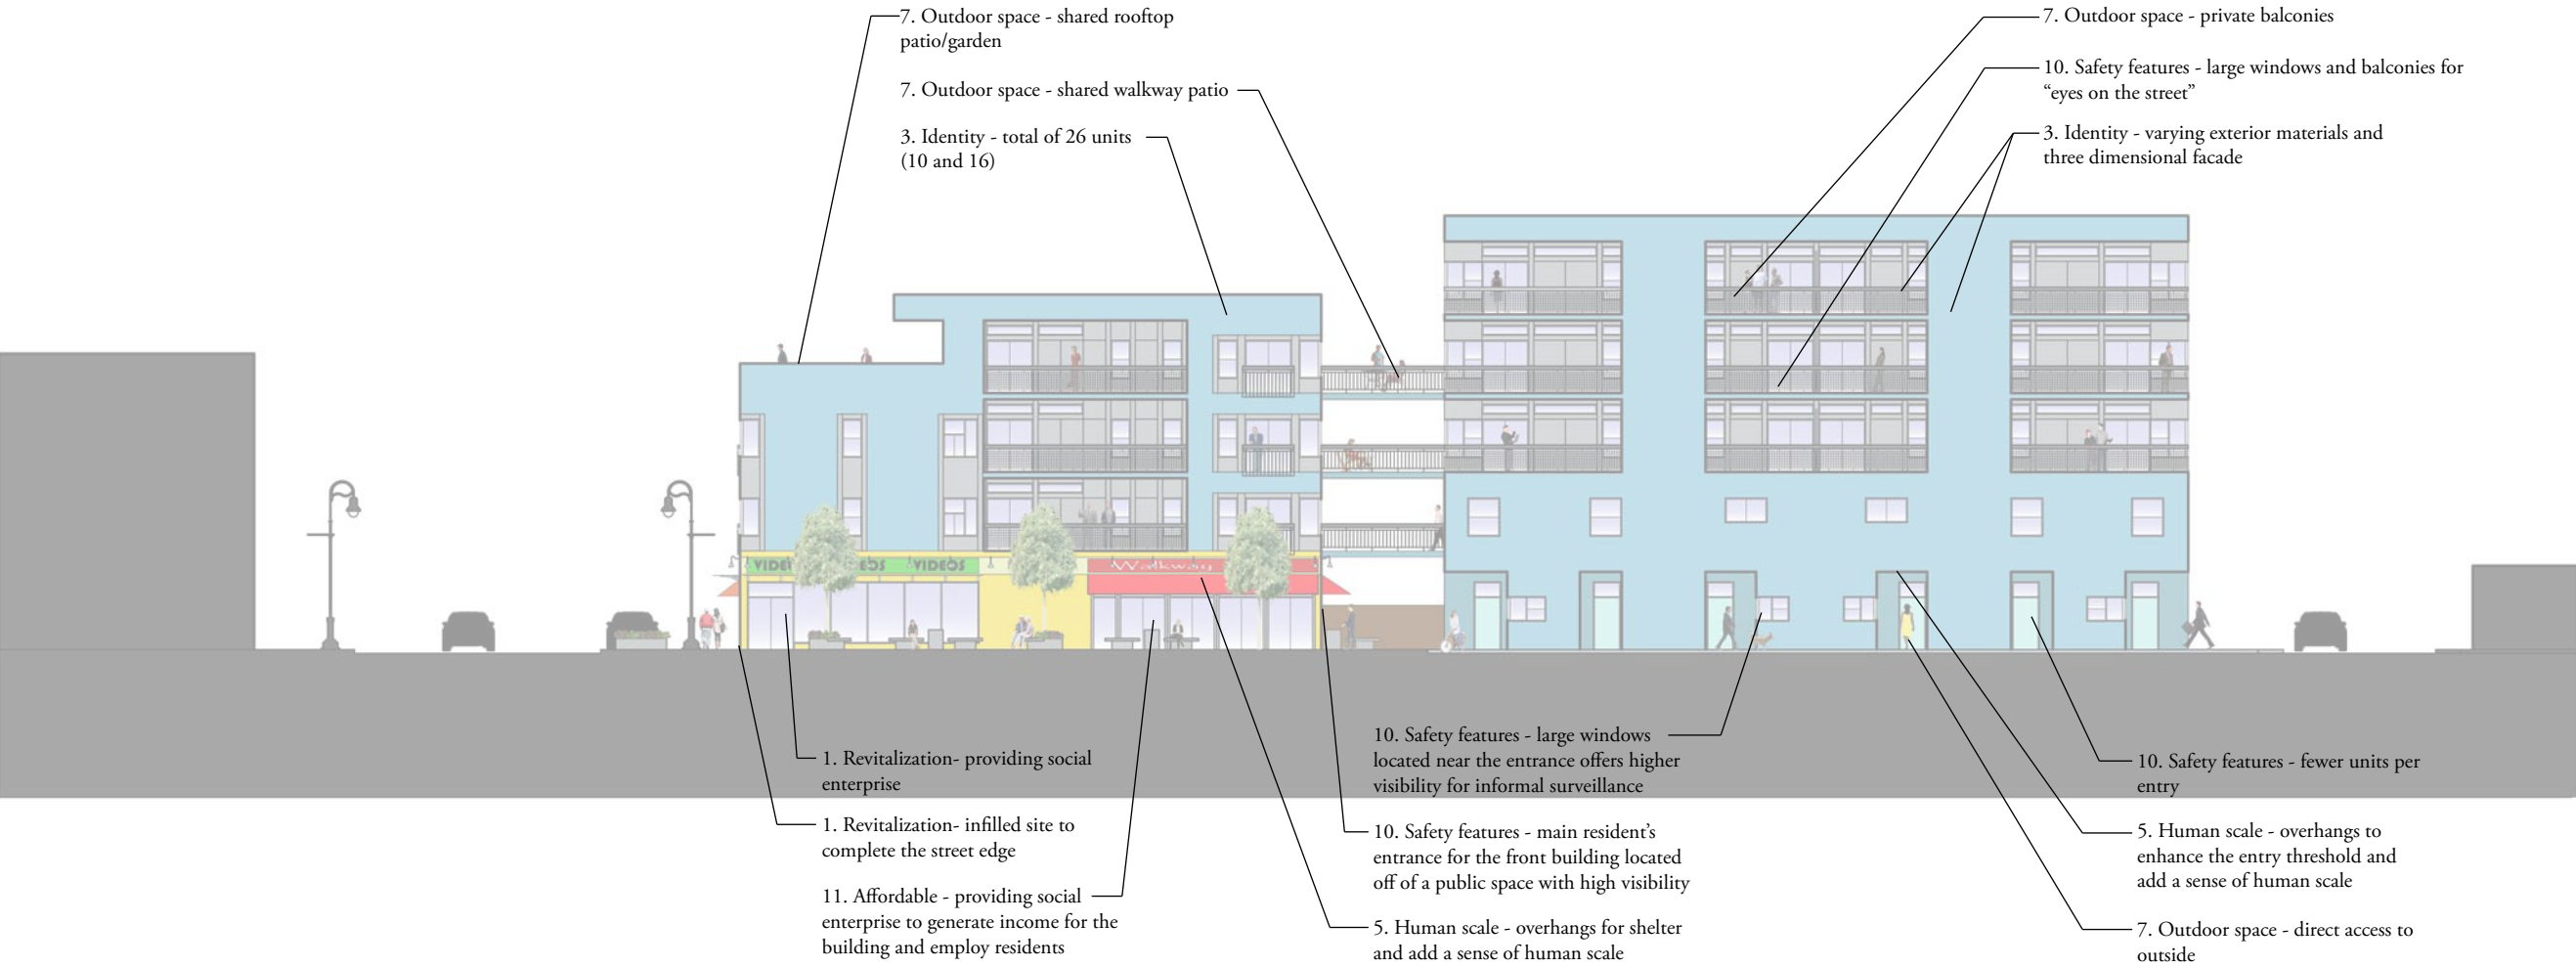 7. Outdoor space - shared rooftop
patio/garden
7. Outdoor space - shared walkway patio
3. Identity - total of 26 units
(10 and 16)
7. Outdoor space - private balconies
10. Safety features - large windows and balconies for
“eyes on the street”
3. Identity - varying exterior materials and
three dimensional facade
VIDEOS
Walkway
1. Revitalization- providing social
enterprise
1. Revitalization- infilled site to
complete the street edge
11. Affordable - providing social
enterprise to generate income for the
building and employ residents
10. Safety features - large windows
located near the entrance offers higher
visibility for informal surveillance
10. Safety features - main resident’s
entrance for the front building located
off of a public space with high visibility
5. Human scale - overhangs for shelter
and add a sense of human scale
10. Safety features - fewer units per
entry
5. Human scale - overhangs to
enhance the entry threshold and
add a sense of human scale
7. Outdoor space - direct access to
outside